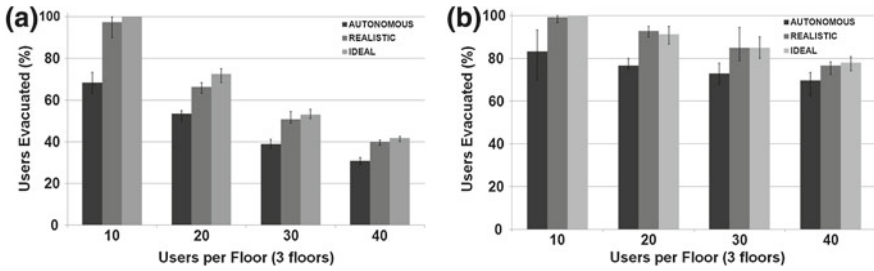 (a)
100
80
60
40
20
0
Users Evacuated (%)
AUTONOMOUS
REALISTIC
IDEAL
10 20 30 40
Users per Floor (3 floors)
(b)
100
80
60
40
20
0
Users Evacuated (%)
AUTONOMOUS
REALISTIC
IDEAL
10 20 30 40
Users per Floor (3 floors)